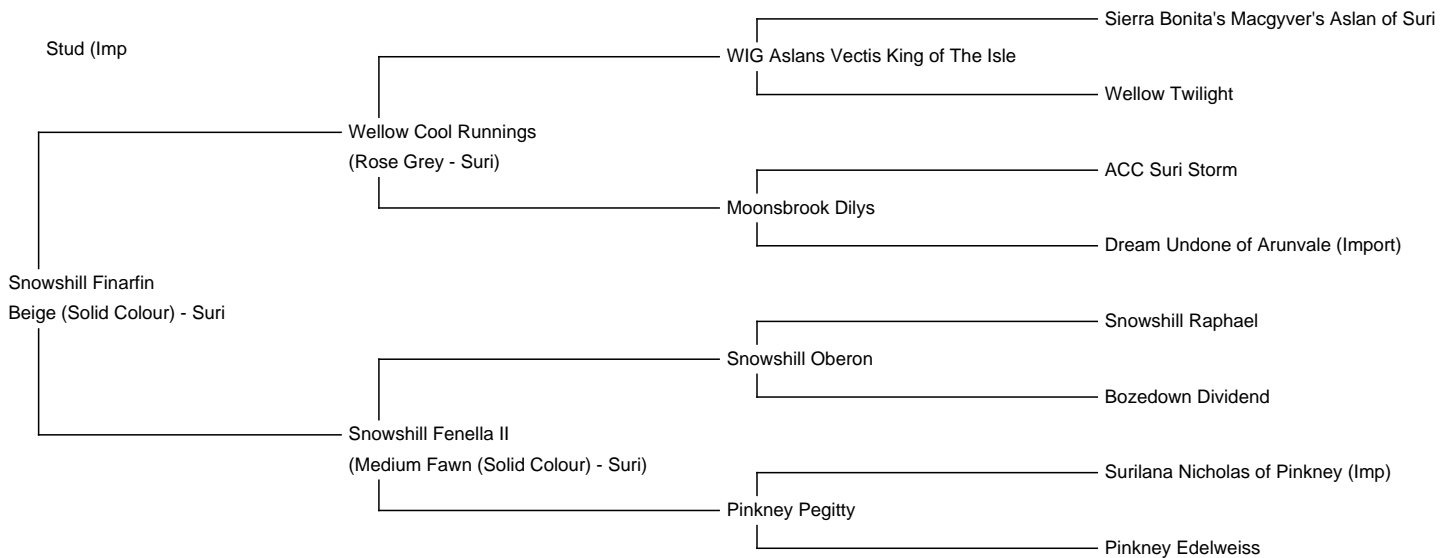 Sierra Bonita's Macgyver's Aslan of Suri
Stud (Imp
WIG Aslans Vectis King of The Isle
Wellow Twilight
Wellow Cool Runnings
(Rose Grey - Suri)
ACC Suri Storm
Moonsbrook Dilys
Dream Undone of Arunvale (Import)
Snowshill Finarfin
Beige (Solid Colour) - Suri
Snowshill Raphael
Snowshill Oberon
Bozedown Dividend
Snowshill Fenella II
(Medium Fawn (Solid Colour) - Suri)
Surilana Nicholas of Pinkney (Imp)
Pinkney Pegitty
Pinkney Edelweiss